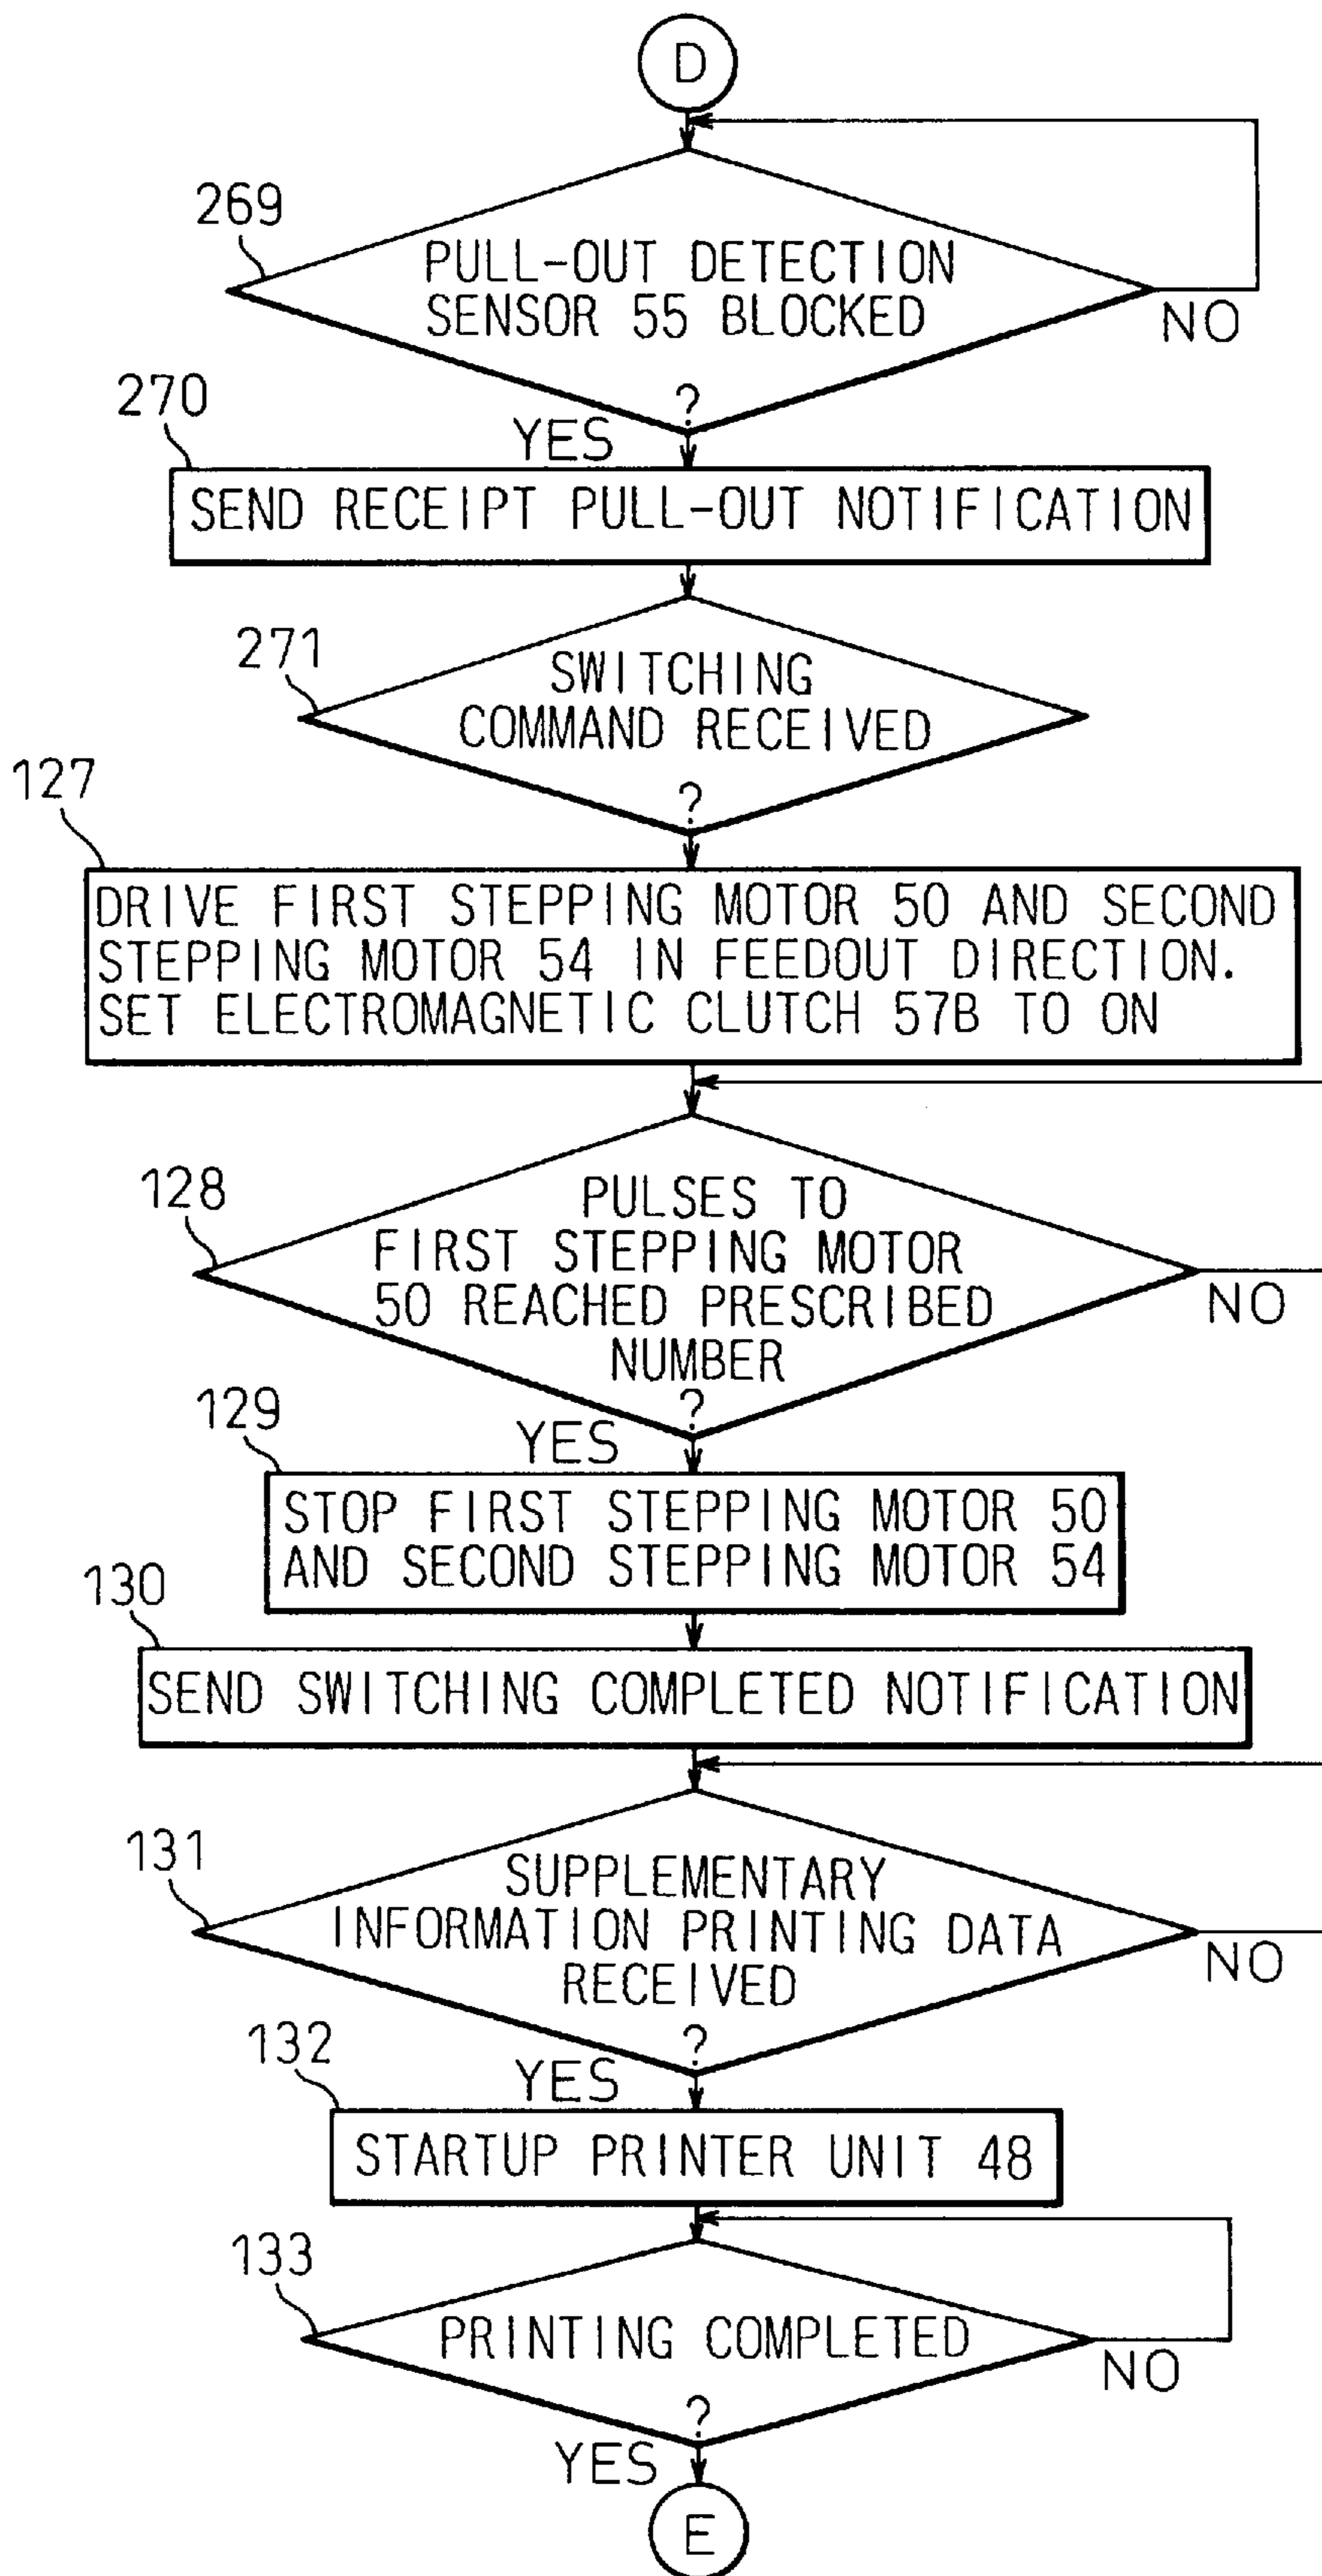 D
269
PULL-OUT DETECTION
SENSOR 55 BLOCKED
?
NO
YES
270
SEND RECEIPT PULL-OUT NOTIFICATION
271
SWITCHING
COMMAND RECEIVED
?
127
DRIVE FIRST STEPPING MOTOR 50 AND SECOND
STEPPING MOTOR 54 IN FEEDOUT DIRECTION.
SET ELECTROMAGNETIC CLUTCH 57B TO ON
128
PULSES TO
FIRST STEPPING MOTOR
50 REACHED PRESCRIBED
NUMBER
?
NO
YES
129
STOP FIRST STEPPING MOTOR 50
AND SECOND STEPPING MOTOR 54
130
SEND SWITCHING COMPLETED NOTIFICATION
131
SUPPLEMENTARY
INFORMATION PRINTING DATA
RECEIVED
?
NO
YES
132
STARTUP PRINTER UNIT 48
133
PRINTING COMPLETED
?
NO
YES
E